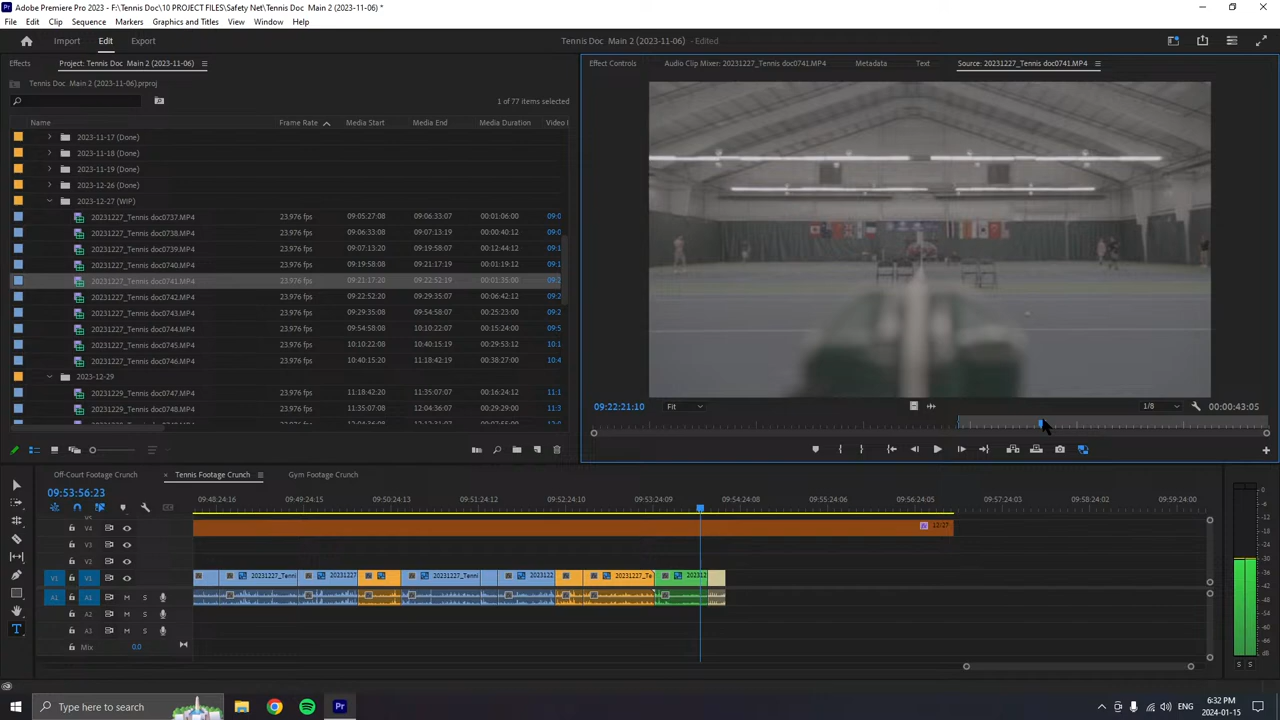 Adobe Premiere Pro 2023 - F:\Tennis Doc\10 PROJECT FILES\Safety Net\Tennis Doc Main 2 (2023-11-06) *
File Edit Clip Sequence Markers Graphics and Titles View Window Help
Import Edit Export Tennis Doc Main 2 (2023-11-06) - Edited
Effects Project: Tennis Doc Main 2 (2023-11-06) Effect Controls Audio Clip Mixer: 20231227_Tennis doc0741.MP4 Metadata Text Source: 20231227_Tennis doc0741.MP4
Tennis Doc Main 2 (2023-11-06).prproj
1 of 77 items selected
Name Frame Rate Media Start Media End Media Duration Video I
2023-11-17 (Done)
2023-11-18 (Done)
2023-11-19 (Done)
2023-12-26 (Done)
2023-12-27 (WIP)
20231227_Tennis doc0737.MP4 23.976 fps 09:05:27:08 09:06:33:07 00:01:06:00 09:0
20231227_Tennis doc0738.MP4 23.976 fps 09:06:33:08 09:07:13:19 00:00:40:12 09:0
20231227_Tennis doc0739.MP4 23.976 fps 09:07:13:20 09:19:58:07 00:12:44:12 09:0
20231227_Tennis doc0740.MP4 23.976 fps 09:19:58:08 09:21:17:19 00:01:19:12 09:1
20231227_Tennis doc0741.MP4 23.976 fps 09:21:17:20 09:22:52:19 00:01:35:00 09:2
20231227_Tennis doc0742.MP4 23.976 fps 09:22:52:20 09:29:35:07 00:06:42:12 09:2
20231227_Tennis doc0743.MP4 23.976 fps 09:29:35:08 09:54:58:07 00:25:23:00 09:2
20231227_Tennis doc0744.MP4 23.976 fps 09:54:58:08 10:10:22:07 00:15:24:00 09:5
20231227_Tennis doc0745.MP4 23.976 fps 10:10:22:08 10:40:15:19 00:29:53:12 10:1
20231227_Tennis doc0746.MP4 23.976 fps 10:40:15:20 11:18:42:19 00:38:27:00 10:4
2023-12-29
20231229_Tennis doc0747.MP4 23.976 fps 11:18:42:20 11:35:07:07 00:16:24:12 11:1
20231229_Tennis doc0748.MP4 23.976 fps 11:35:07:08 12:04:36:07 00:29:29:00 11:3
09:22:21:10 Fit 1/8 00:00:43:05
Off-Court Footage Crunch × Tennis Footage Crunch Gym Footage Crunch
09:53:56:23
09:48:24:16 09:49:24:15 09:50:24:13 09:51:24:12 09:52:24:10 09:53:24:09 09:54:24:08 09:55:24:06 09:56:24:05 09:57:24:03 09:58:24:02 09:59:24:00
V4 12/27
V3
V2
V1 V1 20231227_Tenni 20231227 20231227_Tenni 20231222 20231227_Te 202312
A1 A1 M S
A2 M S
A3 M S
Mix 0.0
S S
Type here to search ENG 6:32 PM
2024-01-15